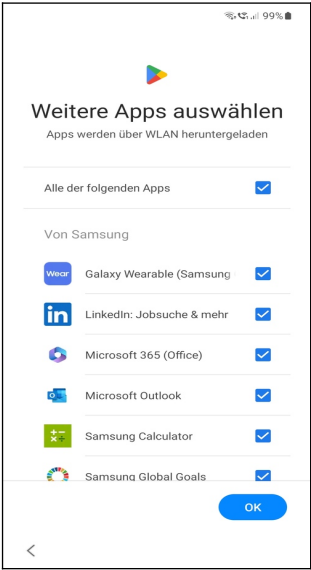 99%
Weitere Apps auswählen
Apps werden über WLAN heruntergeladen
Alle der folgenden Apps
Von Samsung
Wear
Galaxy Wearable (Samsung
in
LinkedIn: Jobsuche & mehr
Microsoft 365 (Office)
Microsoft Outlook
Samsung Calculator
Samsung Global Goals
OK